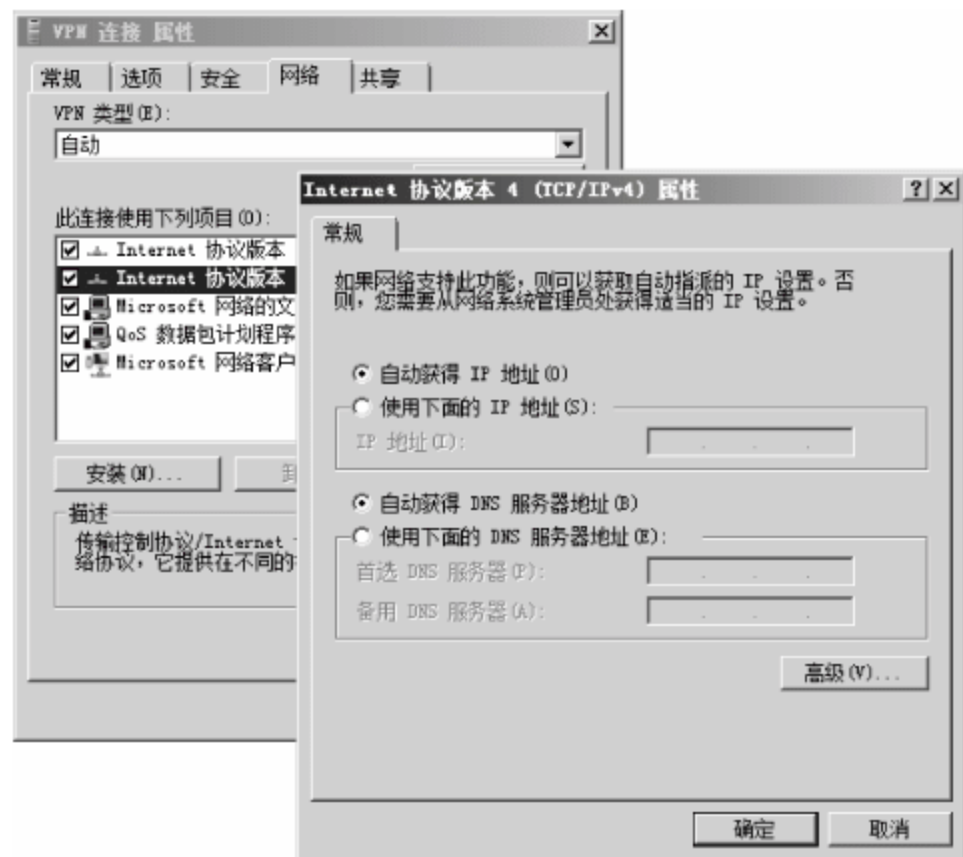 VPN 连接 属性
常规
选项
安全
网络
共享
VPN 类型(E):
自动
此连接使用下列项目(O):
Internet 协议版本
Internet 协议版本
Microsoft 网络的文
QoS 数据包计划程序
Microsoft 网络客户
安装(N)...
描述
传输控制协议/Internet
络协议，它提供在不同的
Internet 协议版本 4 (TCP/IPv4) 属性
常规
如果网络支持此功能，则可以获取自动指派的 IP 设置。否
则，您需要从网络系统管理员处获得适当的 IP 设置。
自动获得 IP 地址(O)
使用下面的 IP 地址(S):
IP 地址(I):
自动获得 DNS 服务器地址(B)
使用下面的 DNS 服务器地址(E):
首选 DNS 服务器(P):
备用 DNS 服务器(A):
高级(V)...
确定
取消